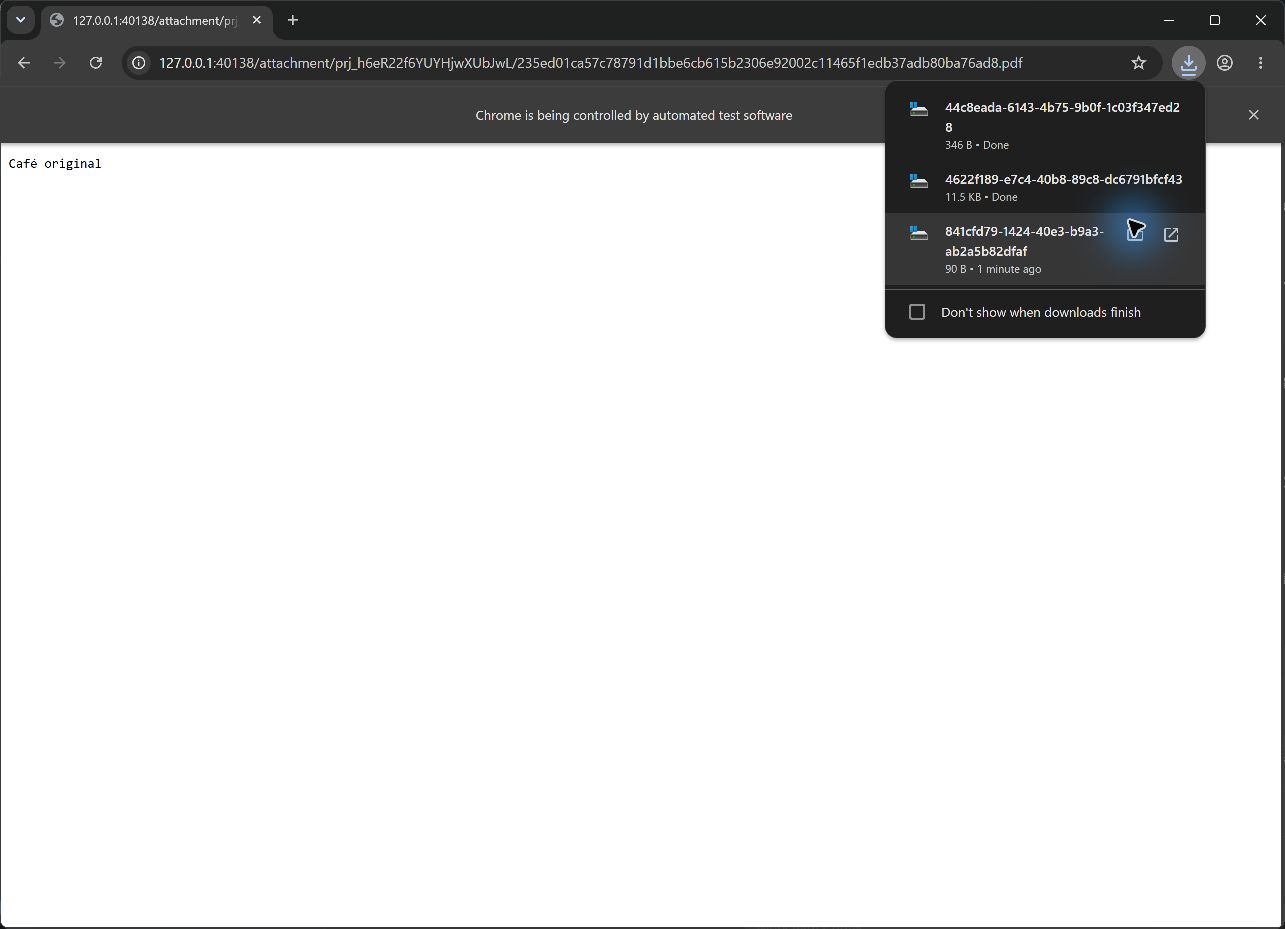 127.0.0.1:40138/attachment/prj
127.0.0.1:40138/attachment/prj_h6eR22f6YUYHjwXUbJwL/235ed01ca57c78791d1bbe6cb615b2306e92002c11465f1edb37adb80ba76ad8.pdf
Chrome is being controlled by automated test software
44c8eada-6143-4b75-9b0f-1c03f347ed2
8
346 B • Done
4622f189-e7c4-40b8-89c8-dc6791bfcf43
11.5 KB • Done
841cfd79-1424-40e3-b9a3-
ab2a5b82dfaf
90 B • 1 minute ago
Don't show when downloads finish
Café original